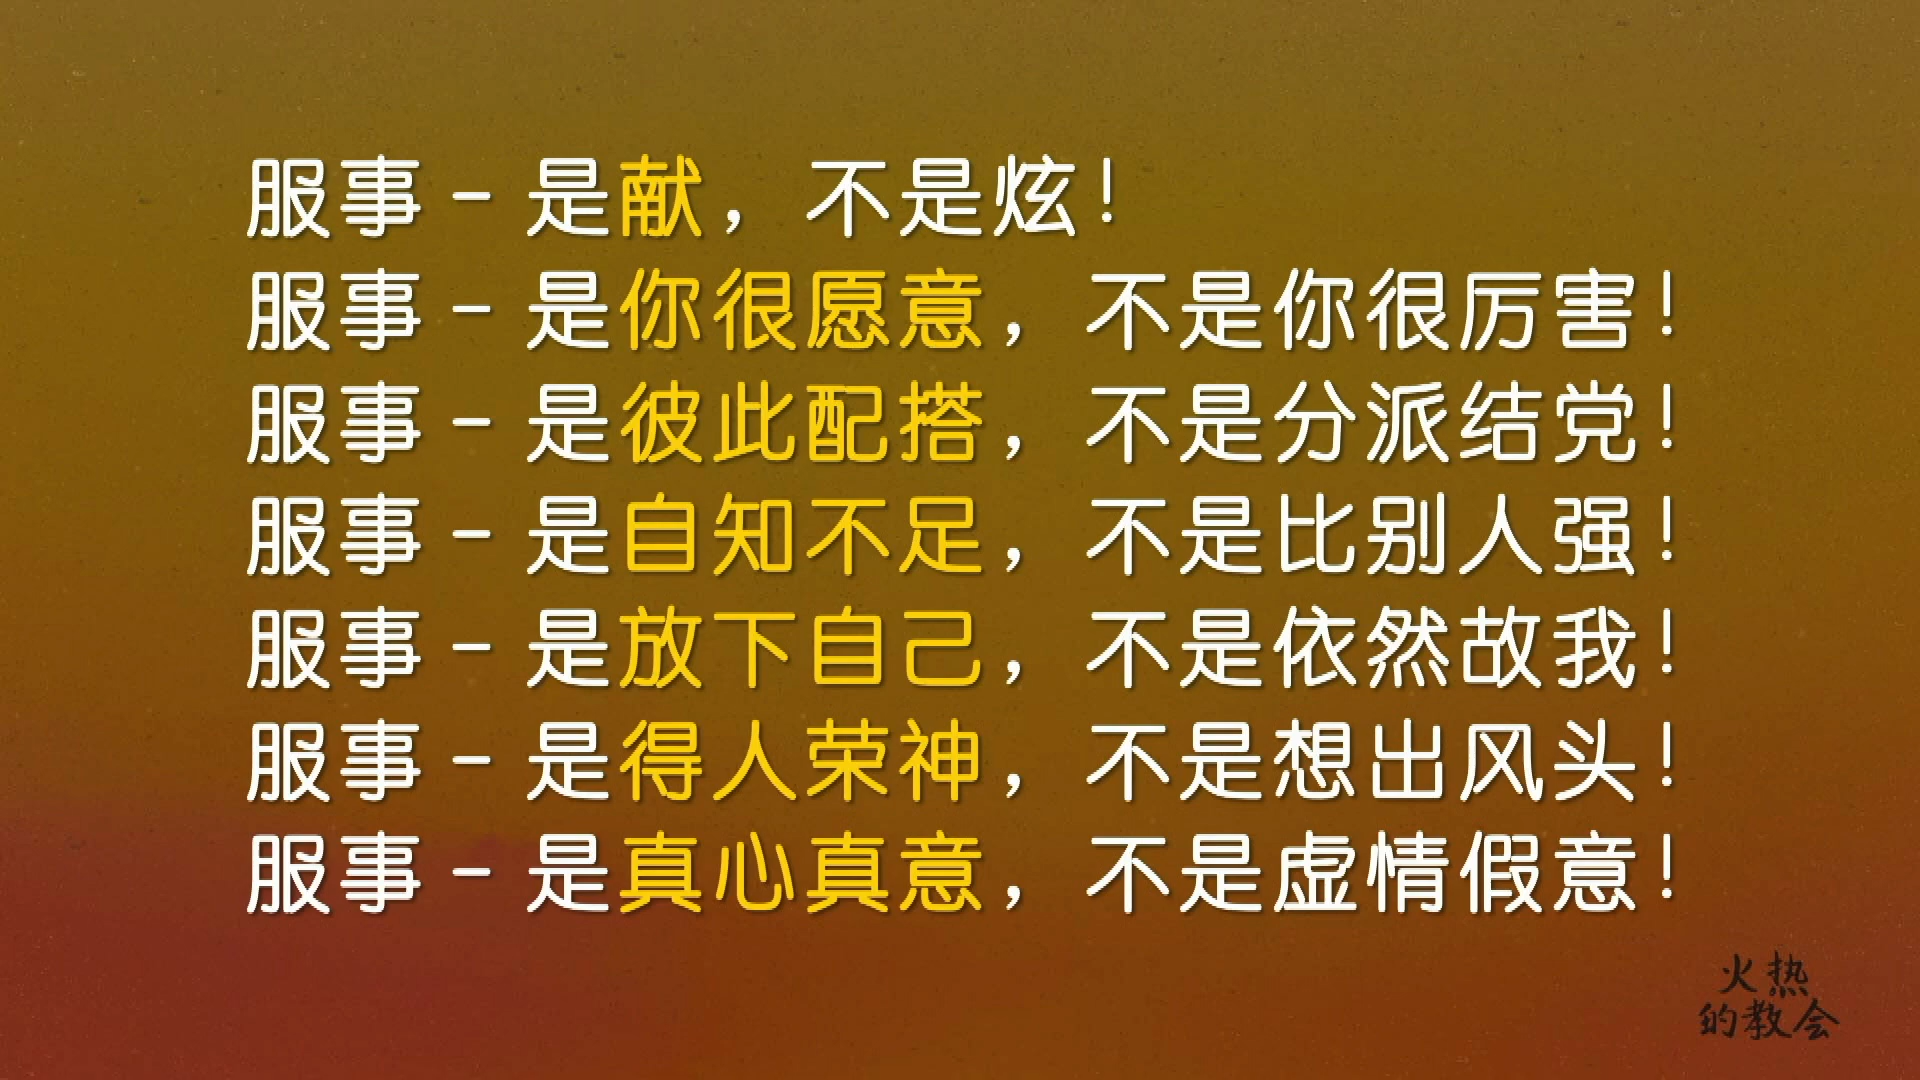 服事 - 是献，不是炫！
服事 - 是你很愿意，不是你很厉害！
服事 - 是彼此配搭，不是分派结党！
服事 - 是自知不足，不是比别人强！
服事 - 是放下自己，不是依然故我！
服事 - 是得人荣神，不是想出风头！
服事 - 是真心真意，不是虚情假意！
火热
的教会